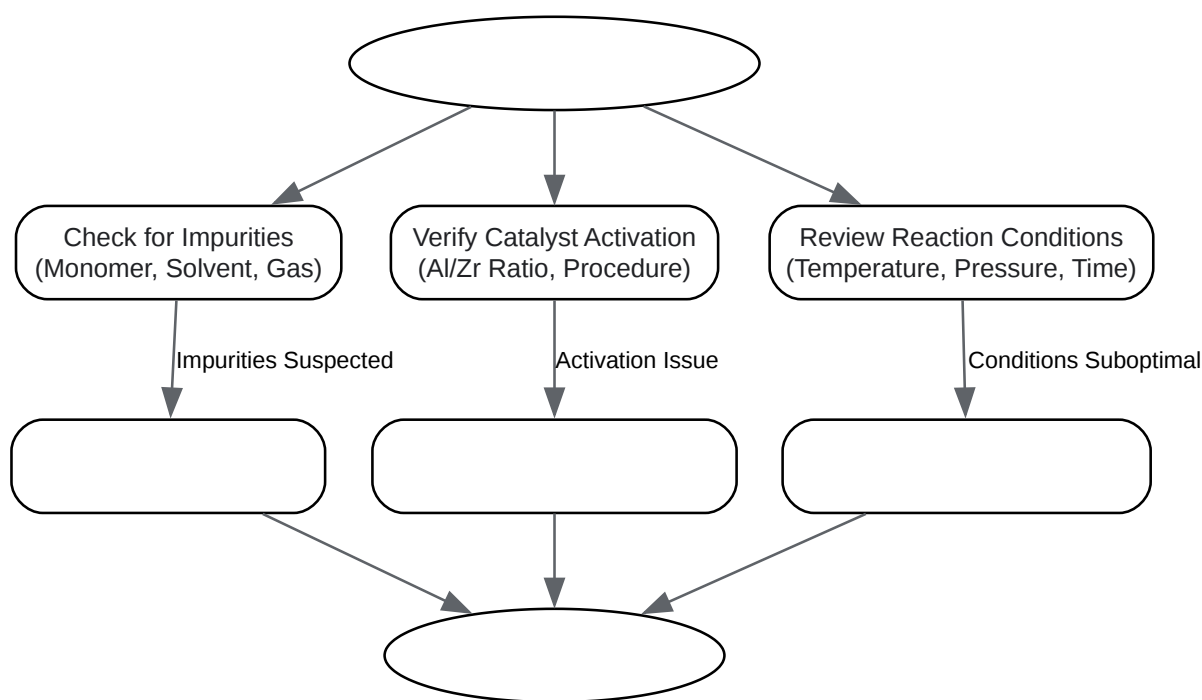 Check for Impurities
(Monomer, Solvent, Gas)
Verify Catalyst Activation
(Al/Zr Ratio, Procedure)
Review Reaction Conditions
(Temperature, Pressure, Time)
Impurities Suspected
Activation Issue
Conditions Suboptimal